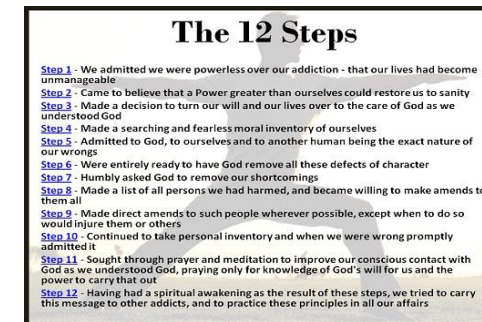 The 12 Steps
Step 1 - We admitted we were powerless over our addiction - that our lives had become
unmanageable
Step 2 - Came to believe that a Power greater than ourselves could restore us to sanity
Step 3 - Made a decision to turn our will and our lives over to the care of God as we
understood God
Step 4 - Made a searching and fearless moral inventory of ourselves
Step 5 - Admitted to God, to ourselves and to another human being the exact nature of
our wrongs
Step 6 - Were entirely ready to have God remove all these defects of character
Step 7 - Humbly asked God to remove our shortcomings
Step 8 - Made a list of all persons we had harmed, and became willing to make amends to
them all
Step 9 - Made direct amends to such people wherever possible, except when to do so
would injure them or others
Step 10 - Continued to take personal inventory and when we were wrong promptly
admitted it
Step 11 - Sought through prayer and meditation to improve our conscious contact with
God as we understood God, praying only for knowledge of God's will for us and the
power to carry that out
Step 12 - Having had a spiritual awakening as the result of these steps, we tried to carry
this message to other addicts, and to practice these principles in all our affairs